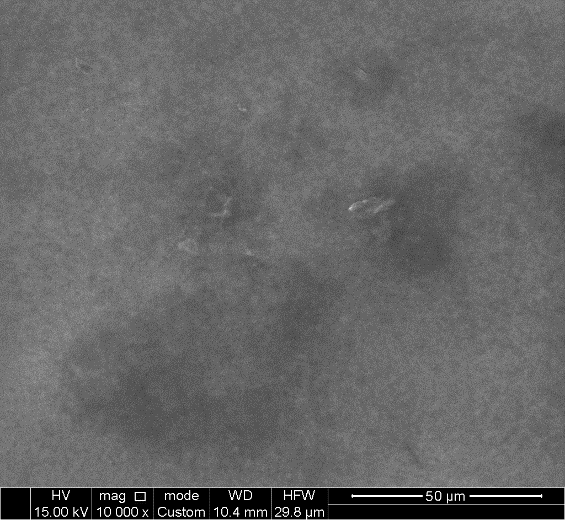 HV mag □ mode WD HFW 50 µm
15.00 kV 10 000 x Custom 10.4 mm 29.8 µm